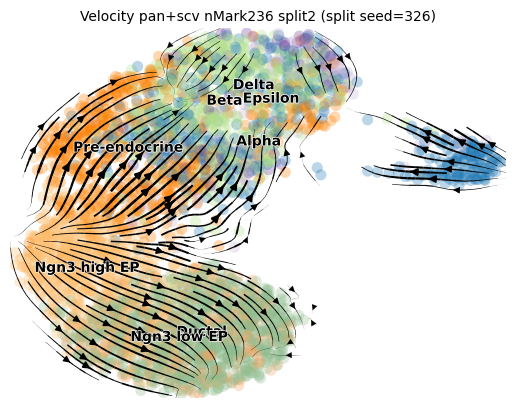 Velocity pan+scv nMark236 split2 (split seed=326)
Delta
Beta Epsilon
Alpha
Pre-endocrine
Ngn3 high EP
Ductal
Ngn3 low EP